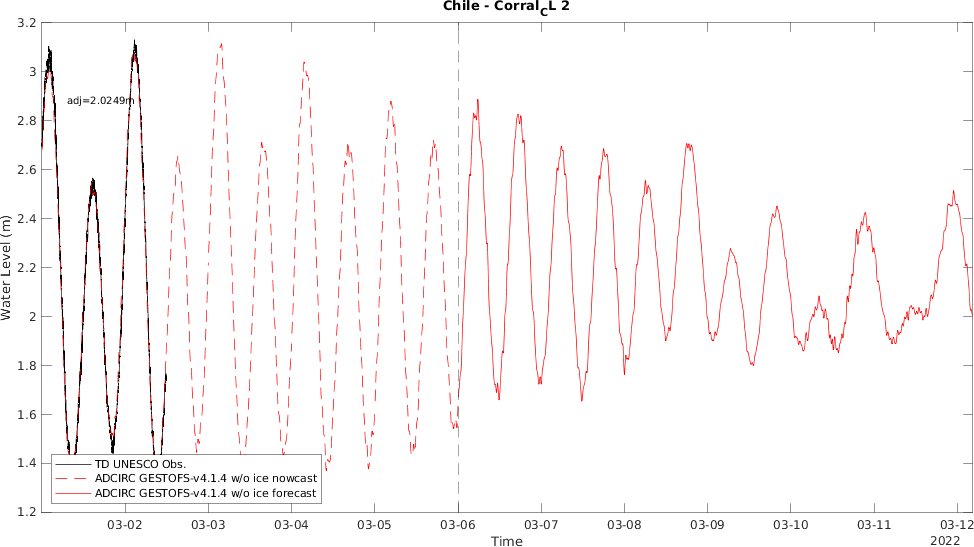 Chile - Corral_CL 2
3.2
3
2.8
2.6
2.4
2.2
2
1.8
1.6
1.4
1.2
Water Level (m)
adj=2.0249m
TD UNESCO Obs.
ADCIRC GESTOFS-v4.1.4 w/o ice nowcast
ADCIRC GESTOFS-v4.1.4 w/o ice forecast
03-02 03-03 03-04 03-05 03-06 03-07 03-08 03-09 03-10 03-11 03-12
Time
2022